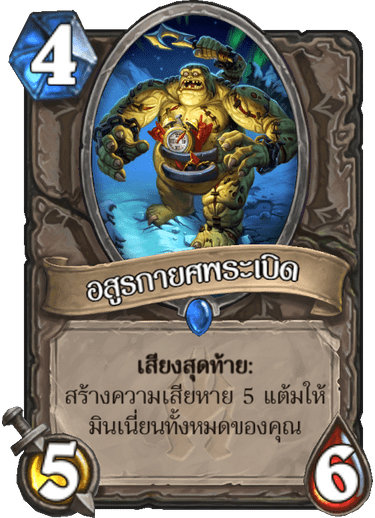 4
อสูรกายศพระเบิด
เสียงสุดท้าย:
สร้างความเสียหาย 5 แต้มให้
มินเนี่ยนทั้งหมดของคุณ
5
6